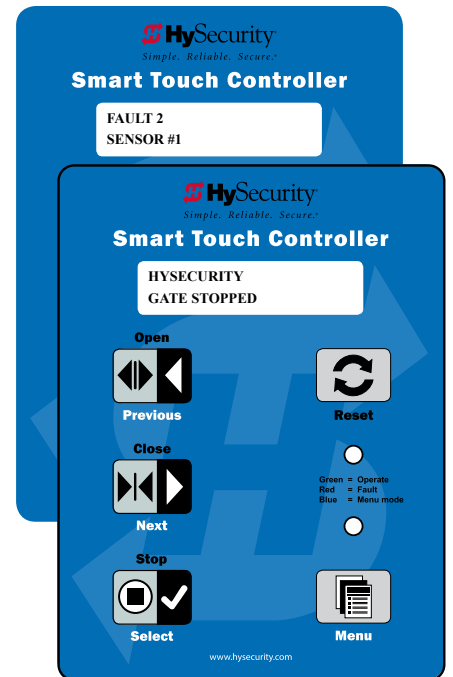 HySecurity
Simple. Reliable. Secure.
Smart Touch Controller
FAULT 2
SENSOR #1
HySecurity
Simple. Reliable. Secure.
Smart Touch Controller
HYSECURITY
GATE STOPPED
Open
Previous
Reset
Close
Next
Green = Operate
Red = Fault
Blue = Menu mode
Stop
Select
Menu
www.hysecurity.com